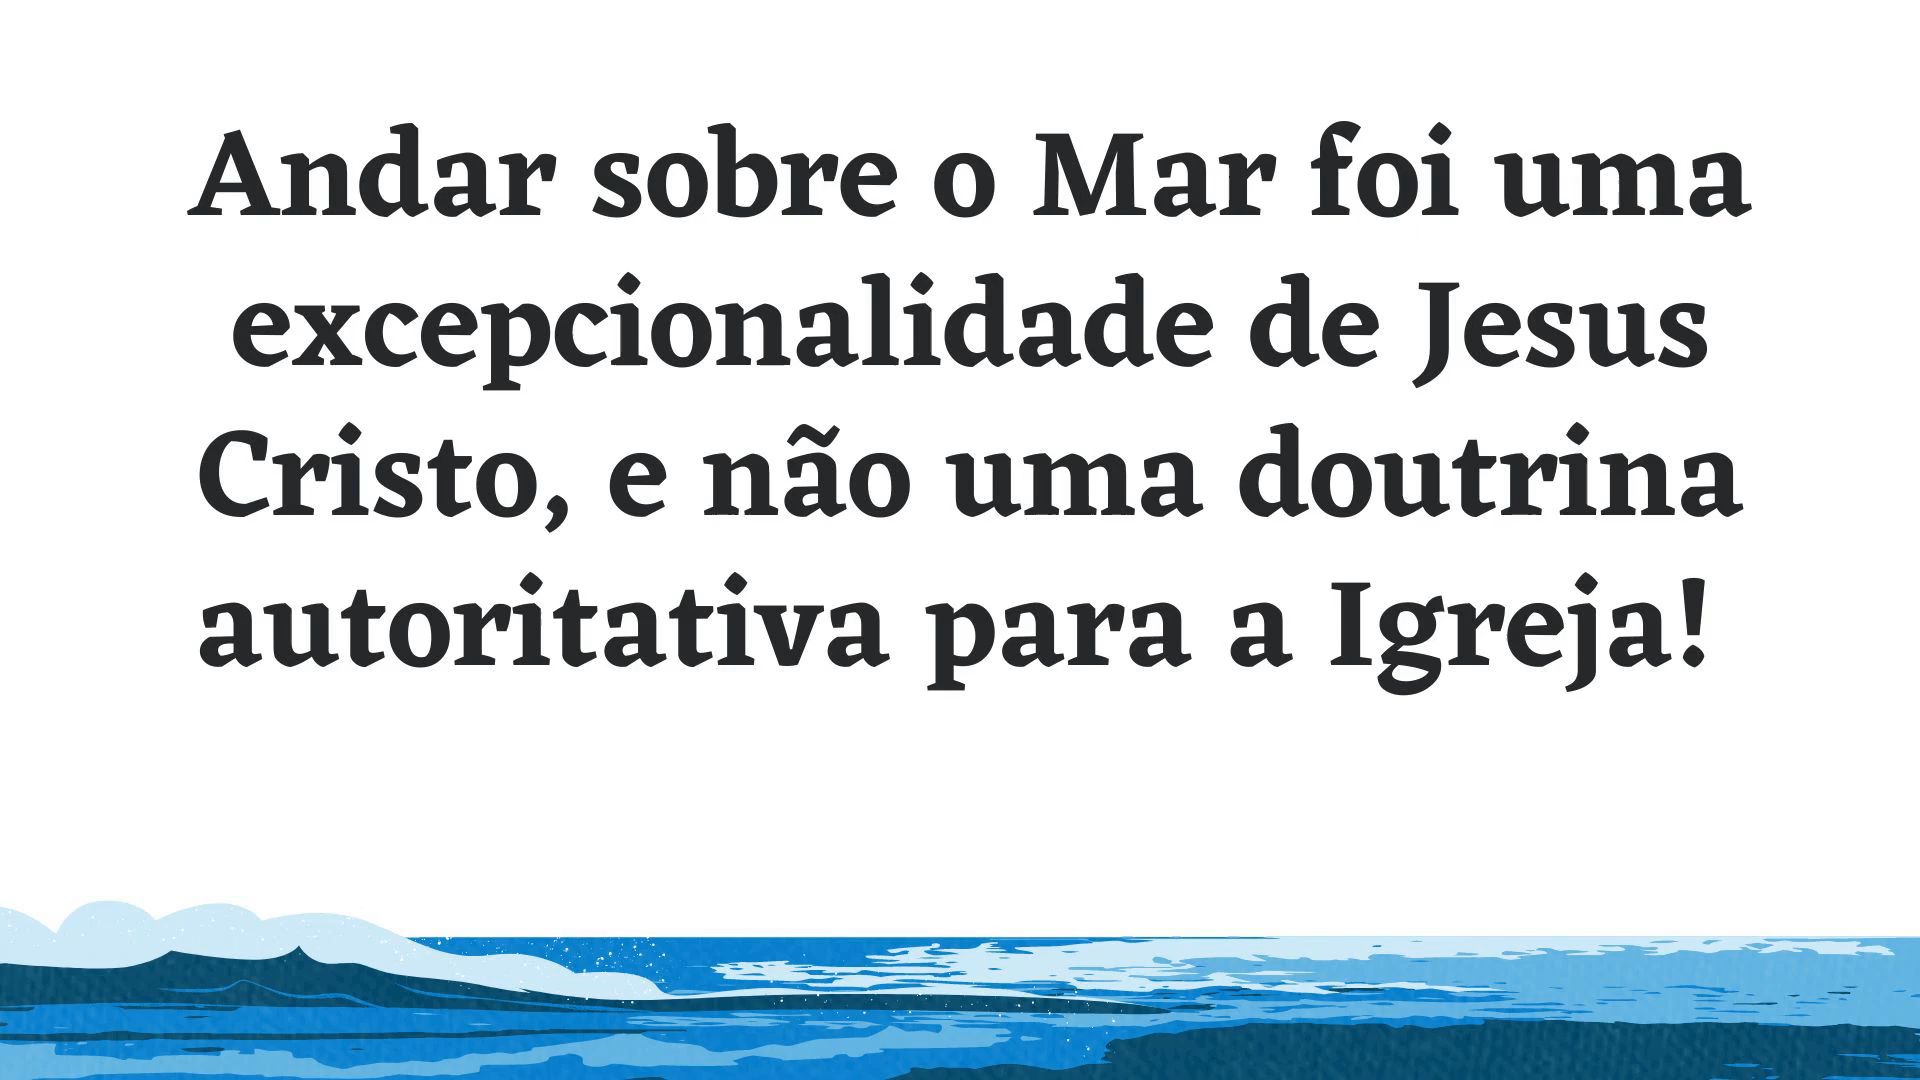 Andar sobre o Mar foi uma
excepcionalidade de Jesus
Cristo, e não uma doutrina
autoritativa para a Igreja!